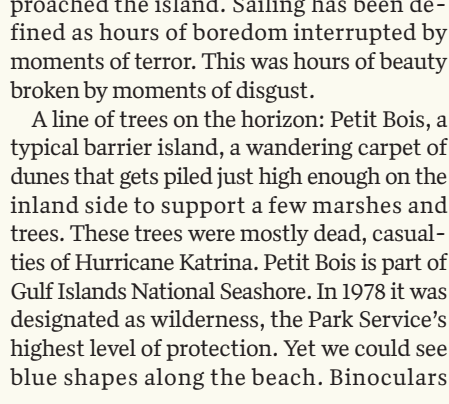 proached the island. Sailing has been de-
fined as hours of boredom interrupted by
moments of terror. This was hours of beauty
broken by moments of disgust.
A line of trees on the horizon: Petit Bois, a
typical barrier island, a wandering carpet of
dunes that gets piled just high enough on the
inland side to support a few marshes and
trees. These trees were mostly dead, casual-
ties of Hurricane Katrina. Petit Bois is part of
Gulf Islands National Seashore. In 1978 it was
designated as wilderness, the Park Service’s
highest level of protection. Yet we could see
blue shapes along the beach. Binoculars